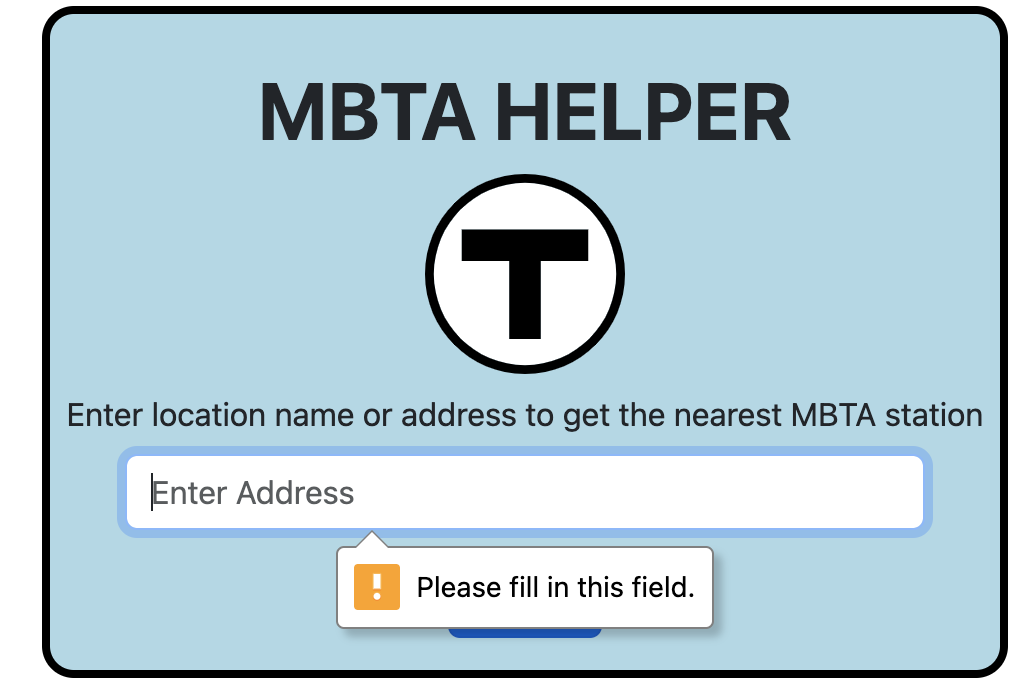 MBTA HELPER
T
Enter location name or address to get the nearest MBTA station
Enter Address
! Please fill in this field.